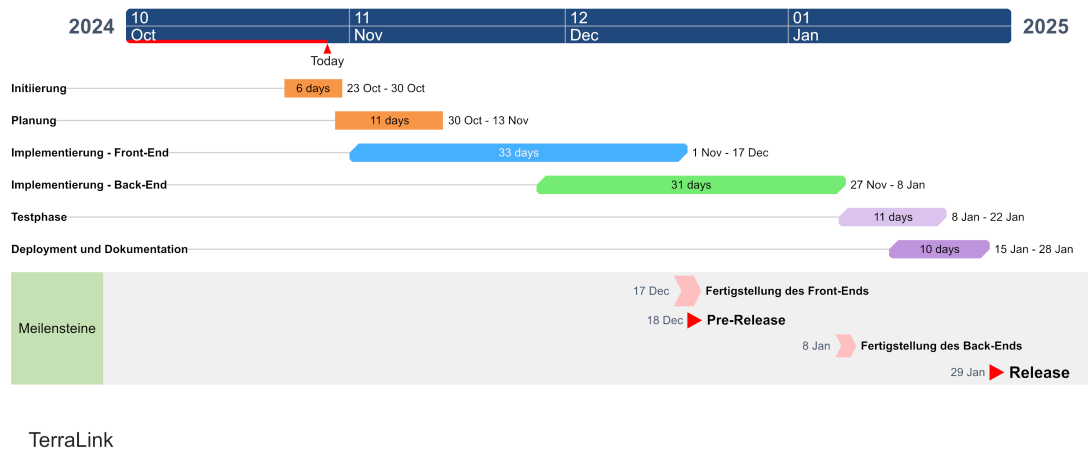 2024
10
11
12
01
2025
Oct
Nov
Dec
Jan
Today
Initiierung 6 days 23 Oct - 30 Oct
Planung 11 days 30 Oct - 13 Nov
Implementierung - Front-End 33 days 1 Nov - 17 Dec
Implementierung - Back-End 31 days 27 Nov - 8 Jan
Testphase 11 days 8 Jan - 22 Jan
Deployment und Dokumentation 10 days 15 Jan - 28 Jan
Meilensteine
17 Dec Fertigstellung des Front-Ends
18 Dec Pre-Release
8 Jan Fertigstellung des Back-Ends
29 Jan Release
TerraLink